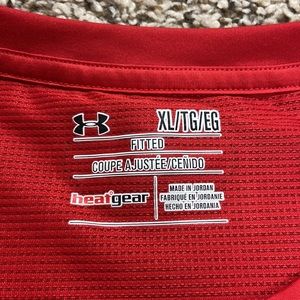 XL/TG/EG
FITTED
COUPE AJUSTÉE/CEÑIDO
heatgear
MADE IN JORDAN
FABRIQUÉ EN JORDANIE
HECHO EN JORDANIA